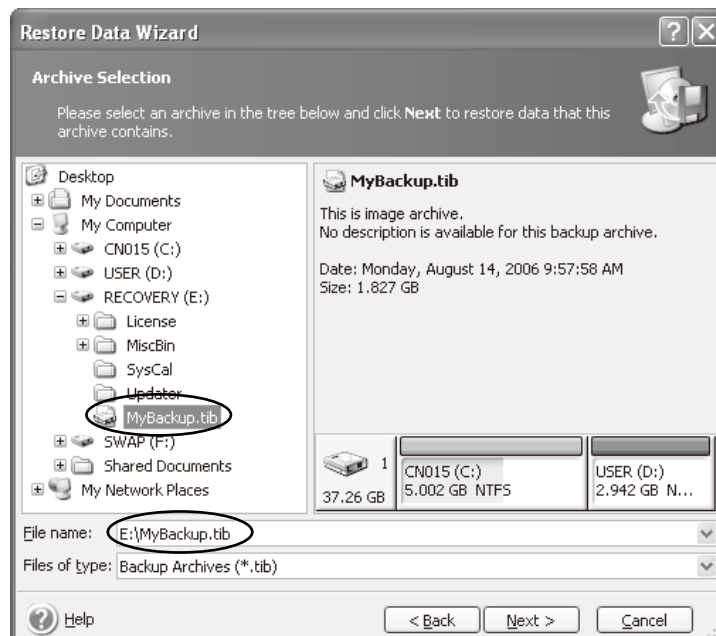 Restore Data Wizard
Archive Selection
Please select an archive in the tree below and click Next to restore data that this
archive contains.
Desktop
My Documents
My Computer
CN015 (C:)
USER (D:)
RECOVERY (E:)
License
MiscBin
SysCal
Updater
MyBackup.tib
SWAP (F:)
Shared Documents
My Network Places
MyBackup.tib
This is image archive.
No description is available for this backup archive.
Date: Monday, August 14, 2006 9:57:58 AM
Size: 1.827 GB
1
37.26 GB
CN015 (C:)
5.002 GB NTFS
USER (D:)
2.942 GB N...
File name: E:\MyBackup.tib
Files of type: Backup Archives (*.tib)
Help
< Back
Next >
Cancel